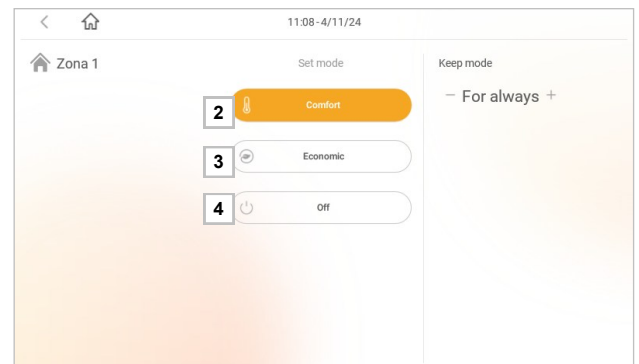 11:08 - 4/11/24
Zona 1
Set mode
Keep mode
2
Comfort
- For always +
3
Economic
4
Off